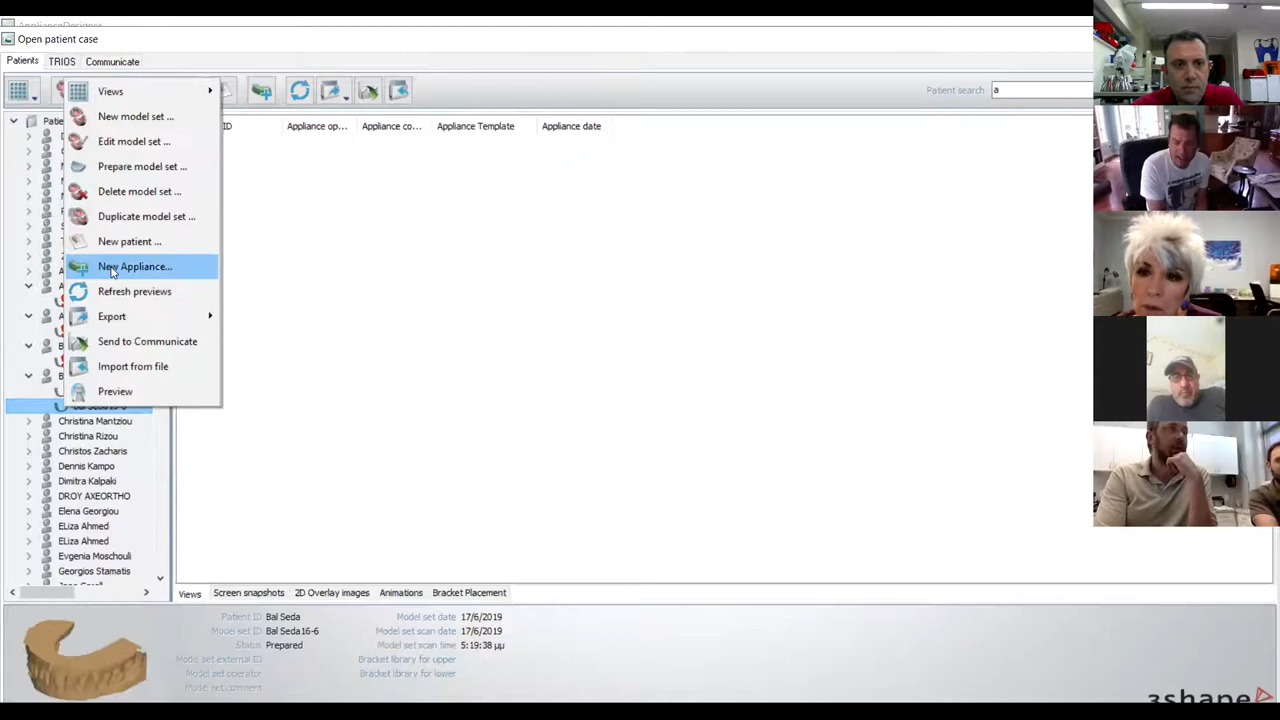 ApplianceDesigner
Open patient case
Patients TRIOS Communicate
Patient search a
Views
New model set ...
Edit model set ...
Prepare model set ...
Delete model set ...
Duplicate model set ...
New patient ...
New Appliance...
Refresh previews
Export
Send to Communicate
Import from file
Preview
ID Appliance op... Appliance co... Appliance Template Appliance date
Bal Seda16-6
Christina Mantziou
Christina Rizou
Christos Zacharis
Dennis Kampo
Dimitra Kalpaki
DROY AXEORTHO
Elena Georgiou
ELiza Ahmed
ELiza Ahmed
Evgenia Moschouli
Georgios Stamatis
Views Screen snapshots 2D Overlay images Animations Bracket Placement
Patient ID Bal Seda Model set date 17/6/2019
Model set ID Bal Seda16-6 Model set scan date 17/6/2019
Status Prepared Model set scan time 5:19:38 μμ
Model set external ID Bracket library for upper
Model set operator Bracket library for lower
Model set comment
3shape